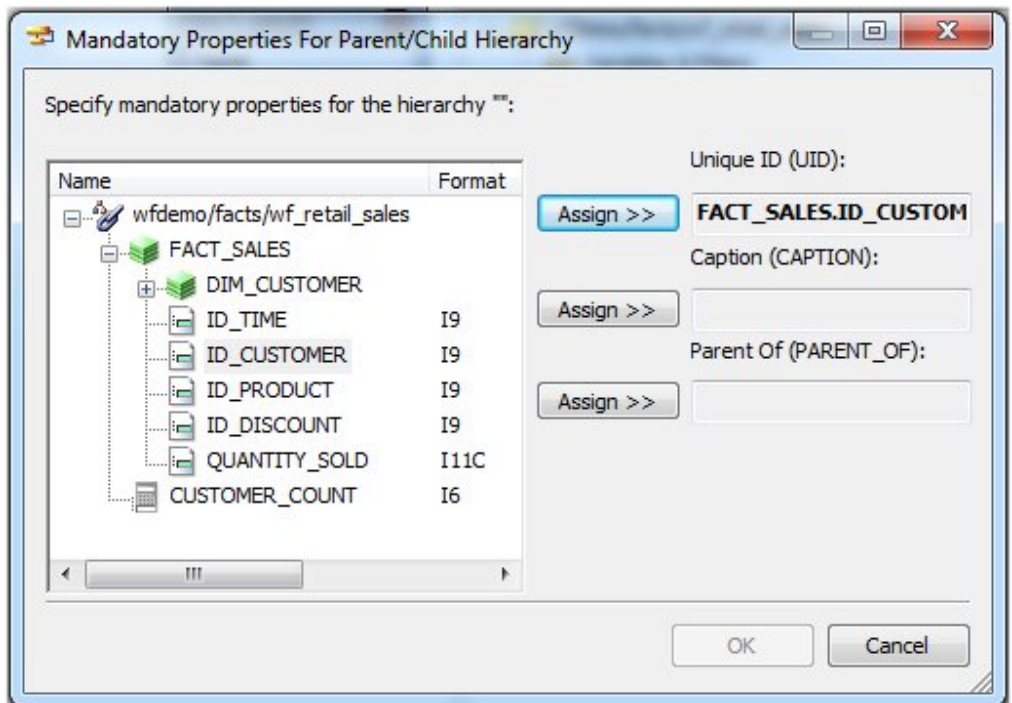 Mandatory Properties For Parent/Child Hierarchy
Specify mandatory properties for the hierarchy "":
Name Format
wfdemo/facts/wf_retail_sales
FACT_SALES
DIM_CUSTOMER
ID_TIME I9
ID_CUSTOMER I9
ID_PRODUCT I9
ID_DISCOUNT I9
QUANTITY_SOLD I11C
CUSTOMER_COUNT I6
Unique ID (UID):
Assign >> FACT_SALES.ID_CUSTOM
Caption (CAPTION):
Assign >>
Parent Of (PARENT_OF):
Assign >>
OK Cancel